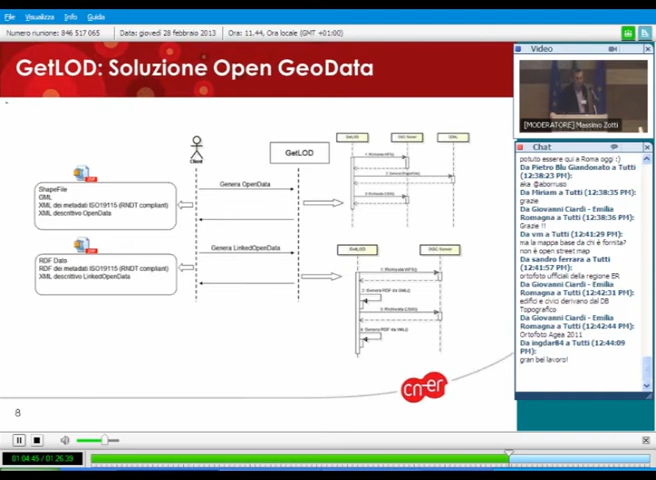 File Visualizza Info Guida
Numero riunione: 846 517 065 Data: giovedì 28 febbraio 2013 Ora: 11.44, Ora locale (GMT +01:00)
GetLOD: Soluzione Open GeoData
Client
GetLOD
ShapeFile
GML
XML dei metadati ISO19115 (RNDT compliant)
XML descrittivo OpenData
Genera OpenData
RDF Dato
RDF dei metadati ISO19115 (RNDT compliant)
XML descrittivo LinkedOpenData
Genera LinkedOpenData
GetLOD
GetLOD
cn-er
8
Video
[MODERATORE] Massimo Zotti
Chat
potuto essere qui a Roma oggi :)
Da Pietro Blu Giandonato a Tutti
(12:38:23 PM):
aka @aborruso
Da Miriam a Tutti (12:38:35 PM):
grazie
Da Giovanni Ciardi - Emilia
Romagna a Tutti (12:38:36 PM):
Grazie !!
Da vm a Tutti (12:41:29 PM):
ma la mappa base da chi è fornita?
non è open street map
Da sandro ferrara a Tutti
(12:41:57 PM):
ortofoto ufficiali della regione ER
Da Giovanni Ciardi - Emilia
Romagna a Tutti (12:42:31 PM):
edifici e civici derivano dal DB
Topografico
Da Giovanni Ciardi - Emilia
Romagna a Tutti (12:42:44 PM):
Ortofoto Agea 2011
Da ingdar84 a Tutti (12:44:09
PM):
gran bel lavoro!
01:04:45 / 01:26:39